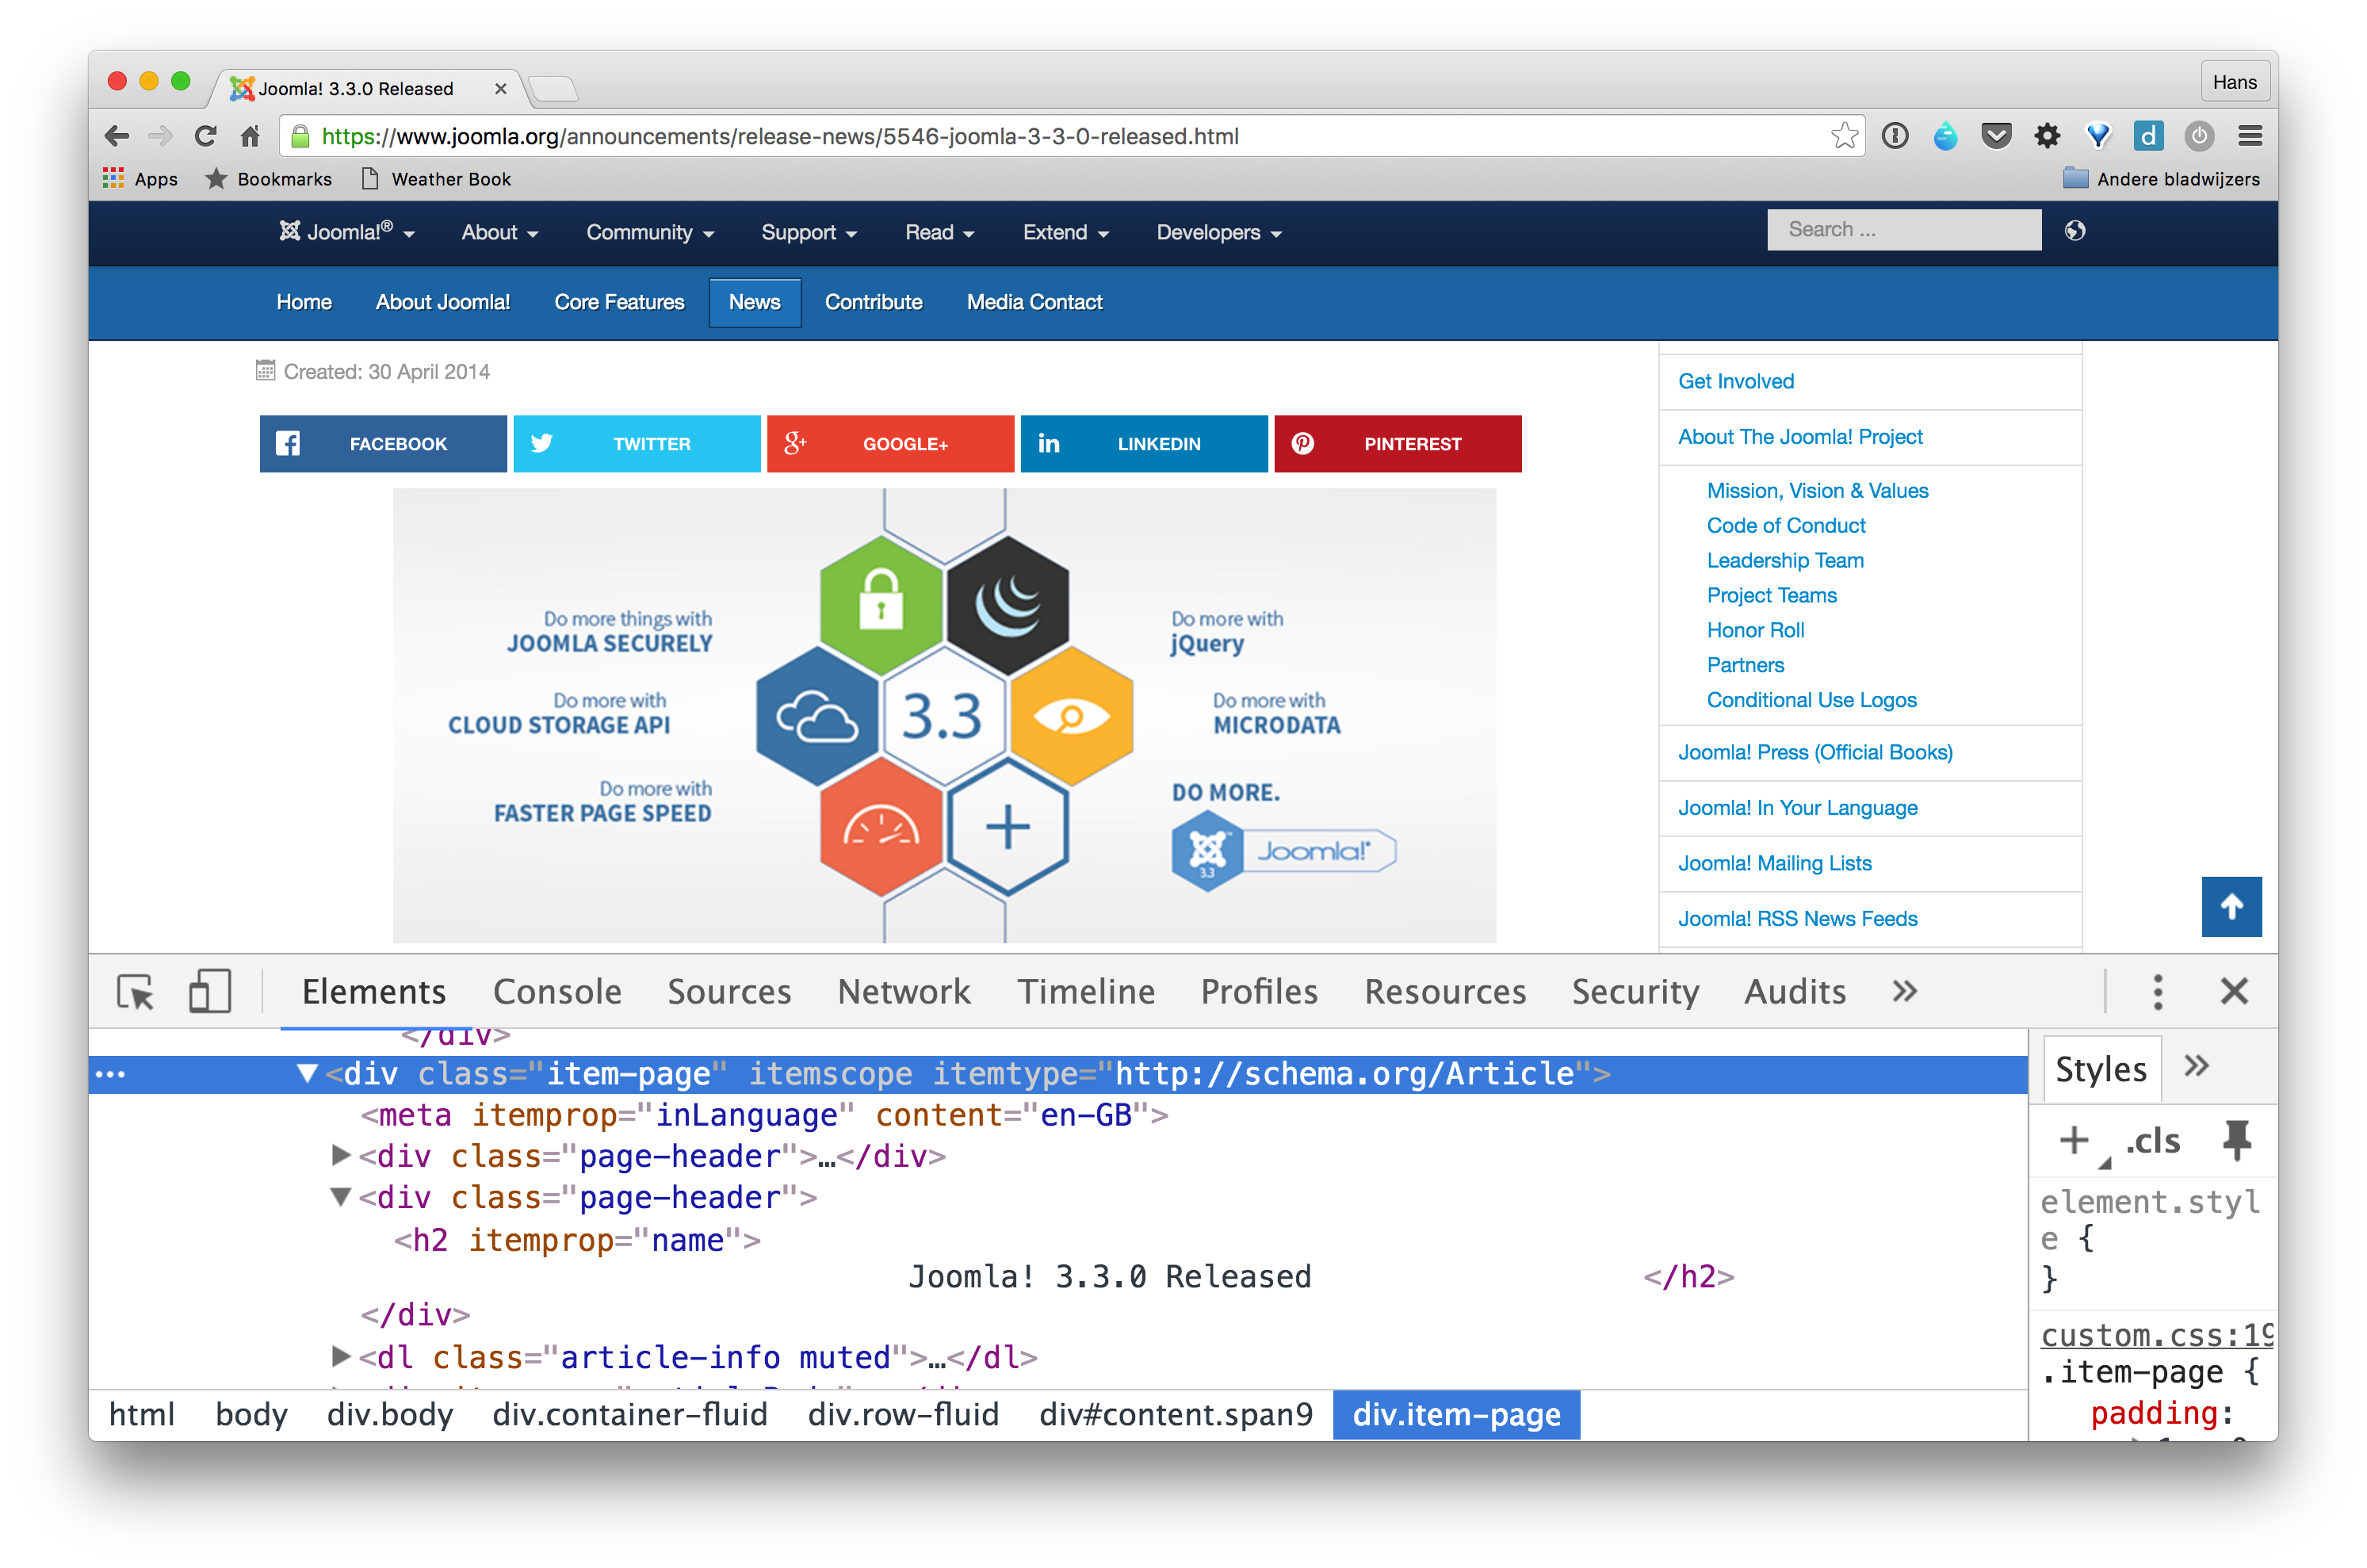 Joomla! 3.3.0 Released
Hans
https://www.joomla.org/announcements/release-news/5546-joomla-3-3-0-released.html
Apps Bookmarks Weather Book Andere bladwijzers
Joomla!® About Community Support Read Extend Developers Search ...
Home About Joomla! Core Features News Contribute Media Contact
Created: 30 April 2014
FACEBOOK TWITTER GOOGLE+ LINKEDIN PINTEREST
Do more things with
JOOMLA SECURELY
Do more with
jQuery
Do more with
CLOUD STORAGE API
3.3
Do more with
MICRODATA
Do more with
FASTER PAGE SPEED
DO MORE.
3.3
Joomla!®
Get Involved
About The Joomla! Project
Mission, Vision & Values
Code of Conduct
Leadership Team
Project Teams
Honor Roll
Partners
Conditional Use Logos
Joomla! Press (Official Books)
Joomla! In Your Language
Joomla! Mailing Lists
Joomla! RSS News Feeds
Elements Console Sources Network Timeline Profiles Resources Security Audits »
</div>
<div class="item-page" itemscope itemtype="http://schema.org/Article">
<meta itemprop="inLanguage" content="en-GB">
<div class="page-header">…</div>
<div class="page-header">
<h2 itemprop="name">
Joomla! 3.3.0 Released </h2>
</div>
<dl class="article-info muted">…</dl>
html body div.body div.container-fluid div.row-fluid div#content.span9 div.item-page
Styles »
+ .cls
element.styl
e {
}
custom.css:19
.item-page {
padding: